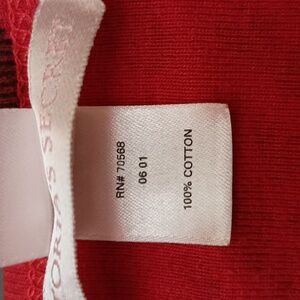 ORIA'S SECRET
RN# 70568
06 01
100% COTTON